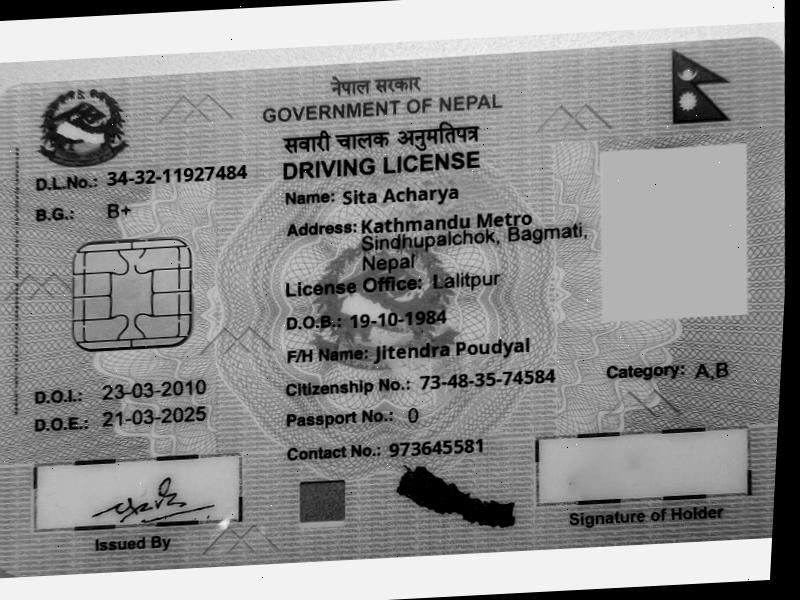 नेपाल सरकार
GOVERNMENT OF NEPAL
सवारी चालक अनुमतिपत्र
DRIVING LICENSE
D.L.No.: 34-32-11927484
B.G.: B+
Name: Sita Acharya
Address: Kathmandu Metro
Sindhupalchok, Bagmati,
Nepal
License Office: Lalitpur
D.O.B.: 19-10-1984
F/H Name: Jitendra Poudyal
Citizenship No.: 73-48-35-74584
Passport No.: 0
Contact No.: 973645581
Category: A,B
D.O.I.: 23-03-2010
D.O.E.: 21-03-2025
Issued By
Signature of Holder